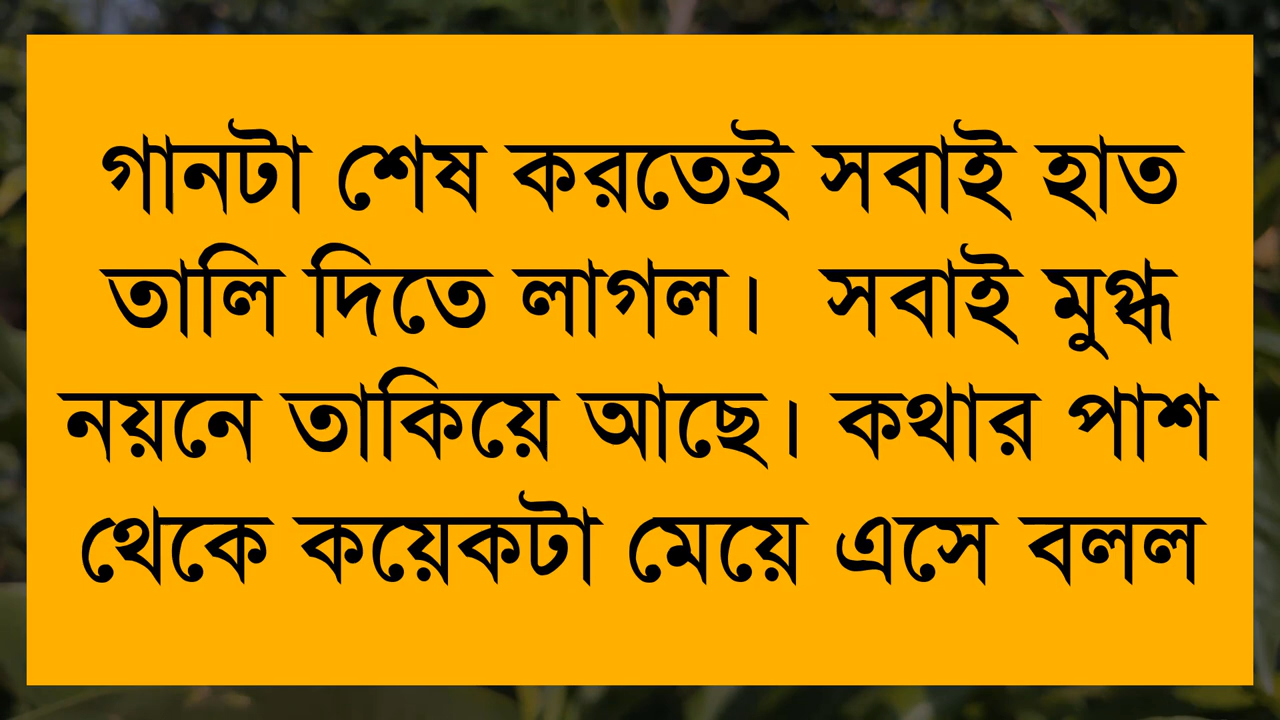 গানটা শেষ করতেই সবাই হাত
তালি দিতে লাগল।  সবাই মুগ্ধ
নয়নে তাকিয়ে আছে। কথার পাশ
থেকে কয়েকটা মেয়ে এসে বলল